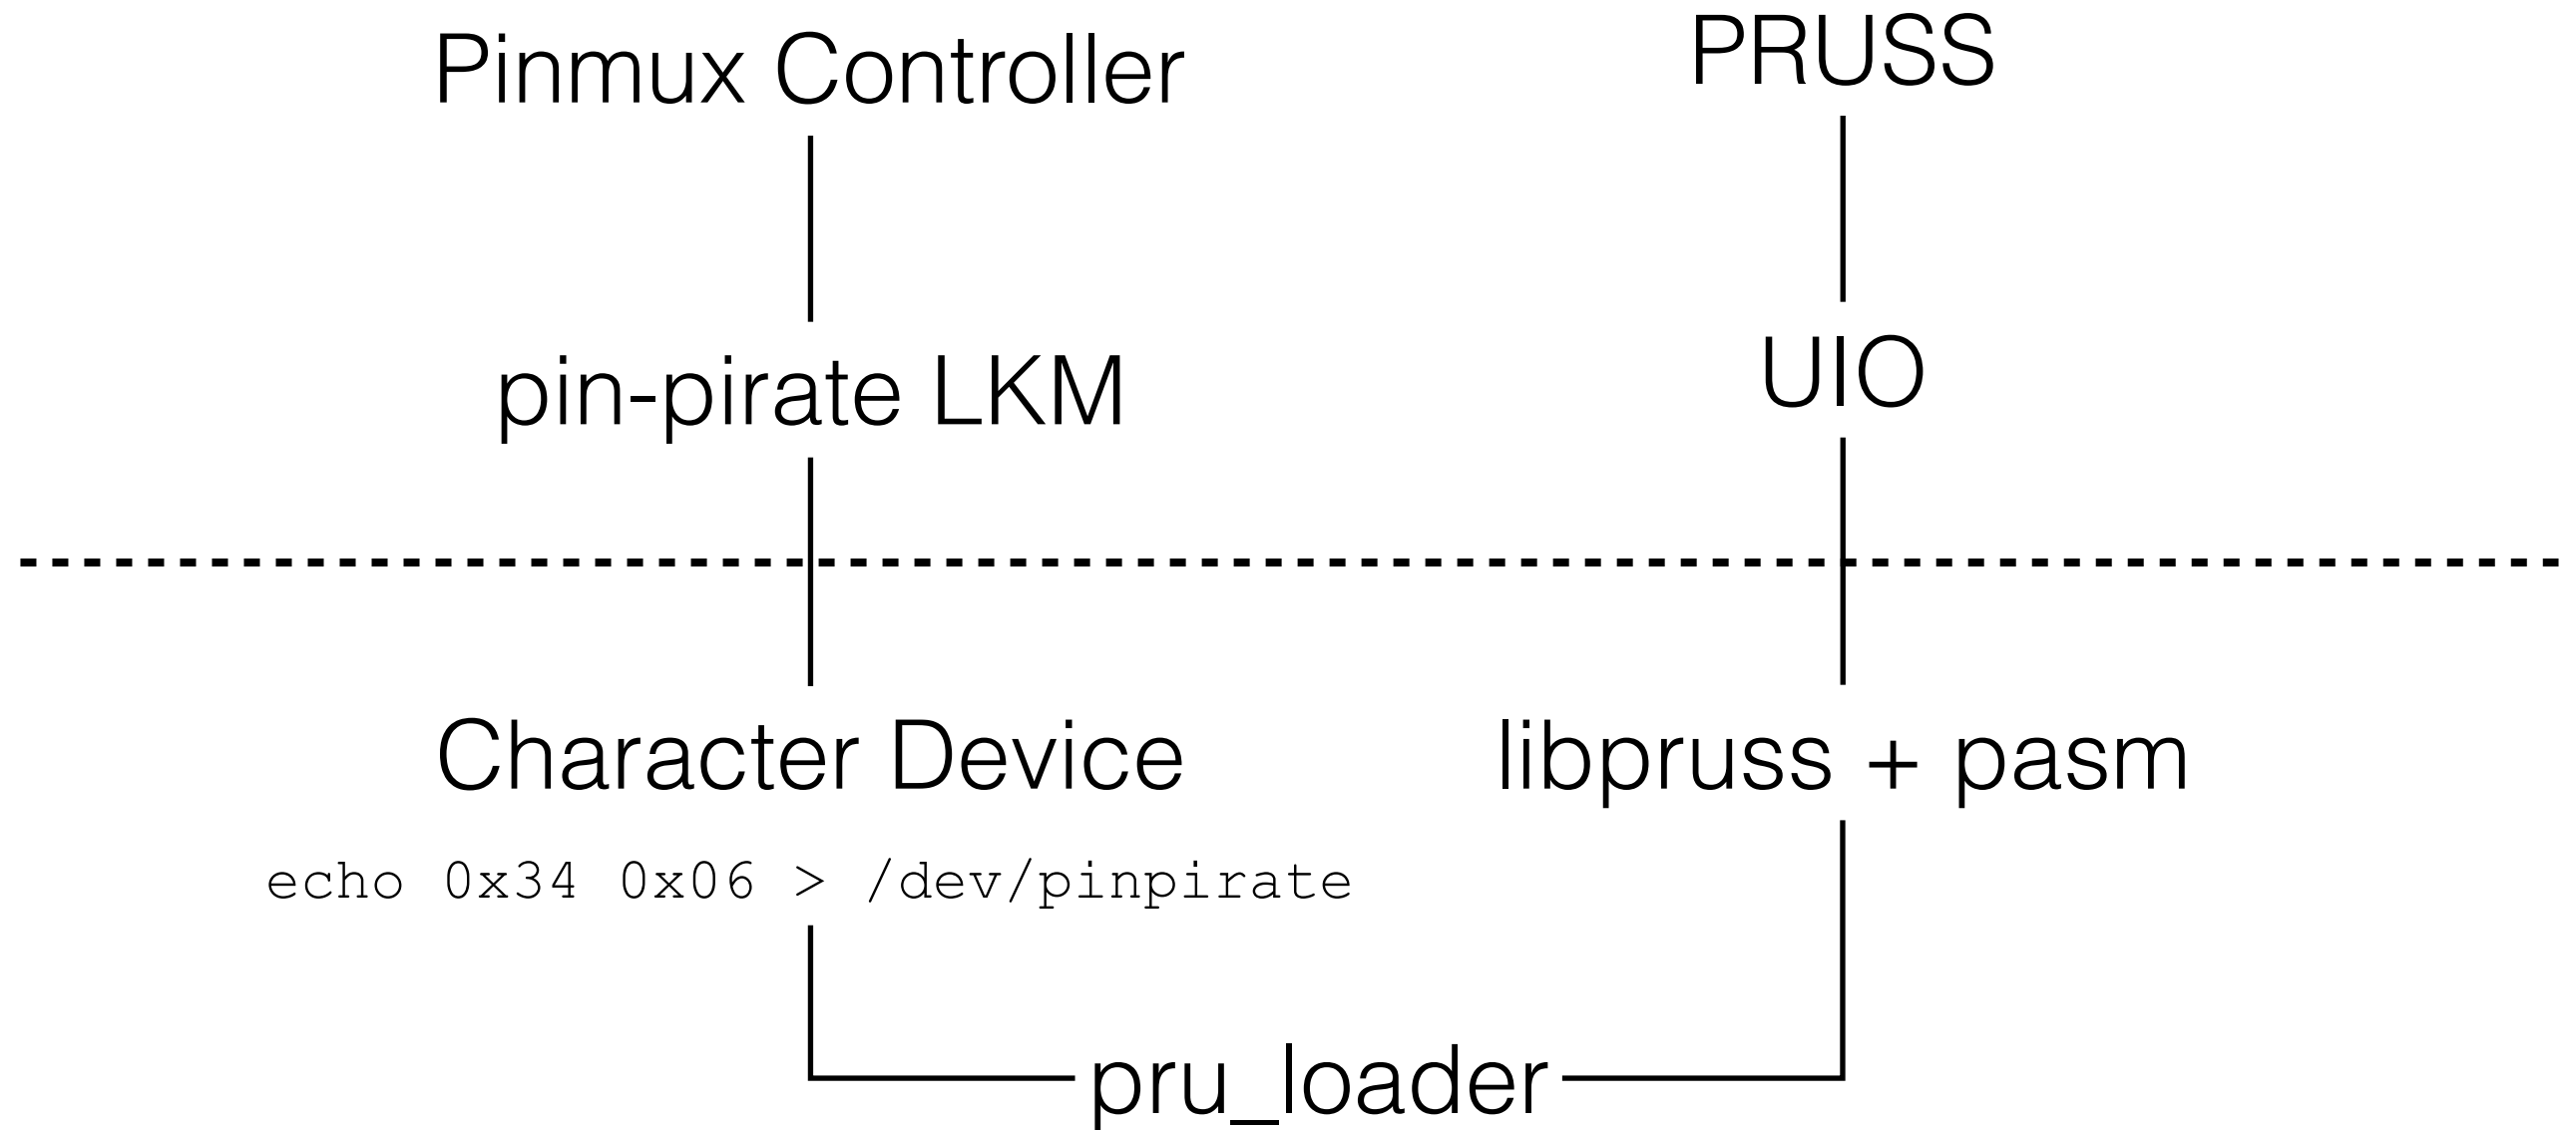 Pinmux Controller
PRUSS
pin-pirate LKM
UIO
Character Device
libpruss + pasm
echo 0x34 0x06 > /dev/pinpirate
pru_loader